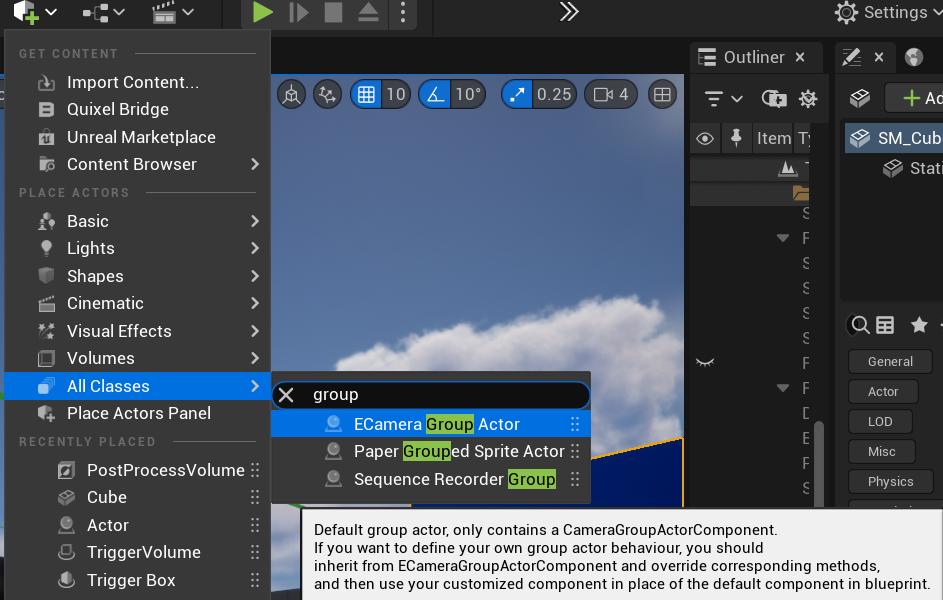 Settings
GET CONTENT
Import Content...
Quixel Bridge
Unreal Marketplace
Content Browser
PLACE ACTORS
Basic
Lights
Shapes
Cinematic
Visual Effects
Volumes
All Classes
Place Actors Panel
RECENTLY PLACED
PostProcessVolume
Cube
Actor
TriggerVolume
Trigger Box
10
10°
0.25
4
group
ECamera Group Actor
Paper Grouped Sprite Actor
Sequence Recorder Group
Default group actor, only contains a CameraGroupActorComponent.
If you want to define your own group actor behaviour, you should
inherit from ECameraGroupActorComponent and override corresponding methods,
and then use your customized component in place of the default component in blueprint.
Outliner
Item
SM_Cub
Stati
General
Actor
LOD
Misc
Physics